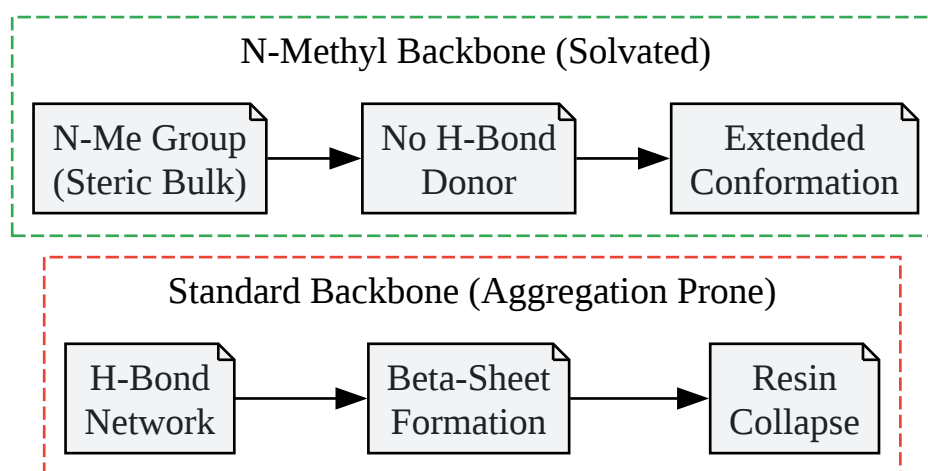 N-Methyl Backbone (Solvated)
N-Me Group
(Steric Bulk)
No H-Bond
Donor
Extended
Conformation
Standard Backbone (Aggregation Prone)
H-Bond
Network
Beta-Sheet
Formation
Resin
Collapse